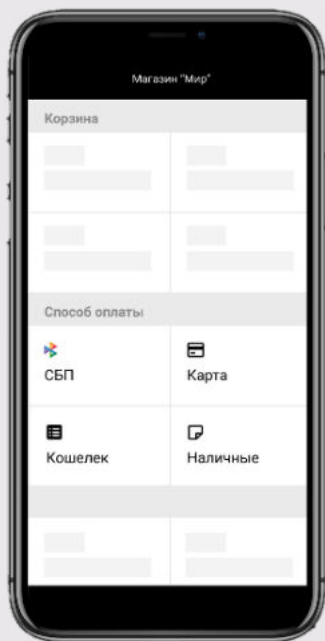 Магазин "Мир"
Корзина
Способ оплаты
СБП
Карта
Кошелек
Наличные